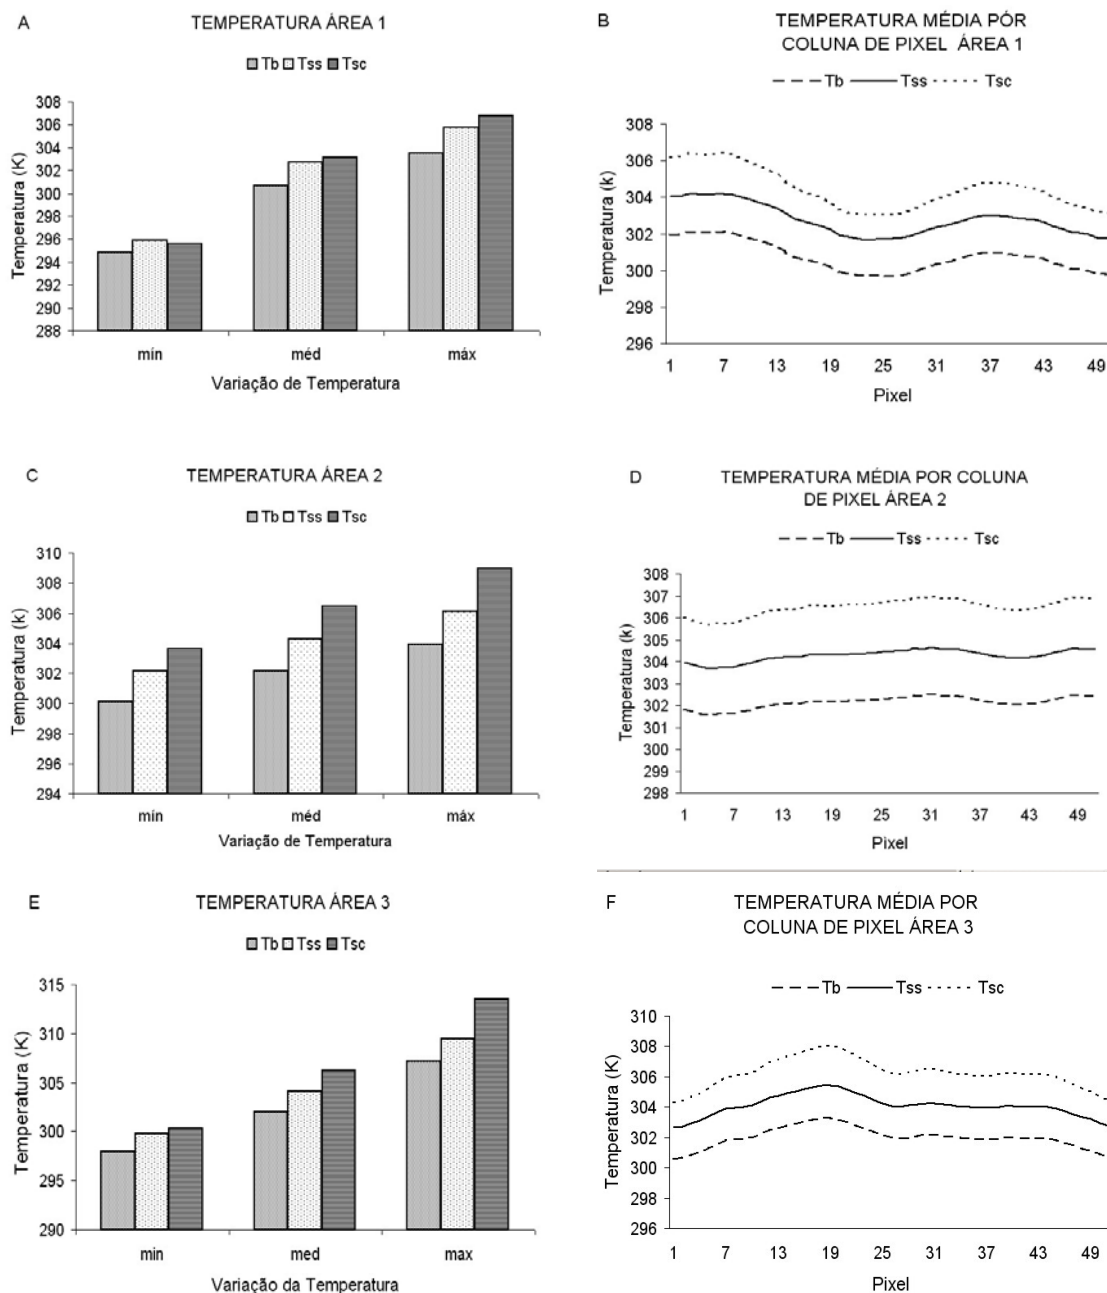 A
TEMPERATURA ÁREA 1
Tb Tss Tsc
308
306
304
302
300
298
296
294
292
290
288
Temperatura (K)
mín méd máx
Variação de Temperatura
B
TEMPERATURA MÉDIA PÓR
COLUNA DE PIXEL ÁREA 1
Tb Tss Tsc
308
306
304
302
300
298
296
Temperatura (k)
1 7 13 19 25 31 37 43 49
Pixel
C
TEMPERATURA ÁREA 2
Tb Tss Tsc
310
308
306
304
302
300
298
296
294
Temperatura (k)
mín méd máx
Variação de Temperatura
D
TEMPERATURA MÉDIA POR COLUNA
DE PIXEL ÁREA 2
Tb Tss Tsc
308
307
306
305
304
303
302
301
300
299
298
Temperatura (k)
1 7 13 19 25 31 37 43 49
Pixel
E
TEMPERATURA ÁREA 3
Tb Tss Tsc
315
310
305
300
295
290
Temperatura (K)
min med max
Variação da Temperatura
F
TEMPERATURA MÉDIA POR
COLUNA DE PIXEL ÁREA 3
Tb Tss Tsc
310
308
306
304
302
300
298
296
Temperatura (K)
1 7 13 19 25 31 37 43 49
Pixel